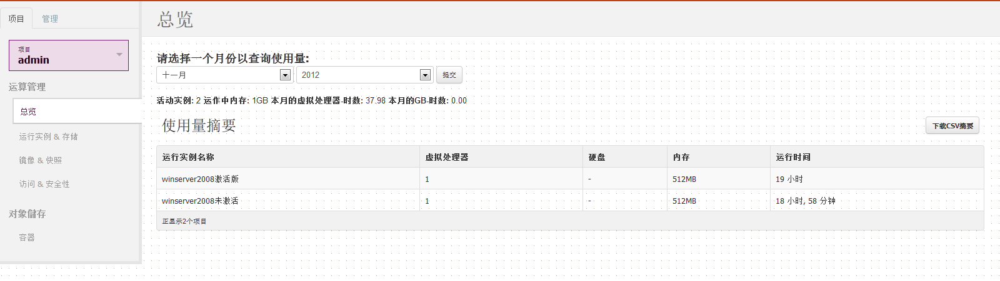 项目 管理
项目
admin
运算管理
总览
运行实例 & 存储
镜像 & 快照
访问 & 安全性
对象儲存
容器
总览
请选择一个月份以查询使用量:
十一月 2012 提交
活动实例: 2 运作中内存: 1GB 本月的虚拟处理器-时数: 37.98 本月的GB-时数: 0.00
使用量摘要 下载CSV摘要
运行实例名称 虚拟处理器 硬盘 内存 运行时间
winserver2008激活版 1 - 512MB 19 小时
winserver2008未激活 1 - 512MB 18 小时, 58 分钟
正显示2个项目